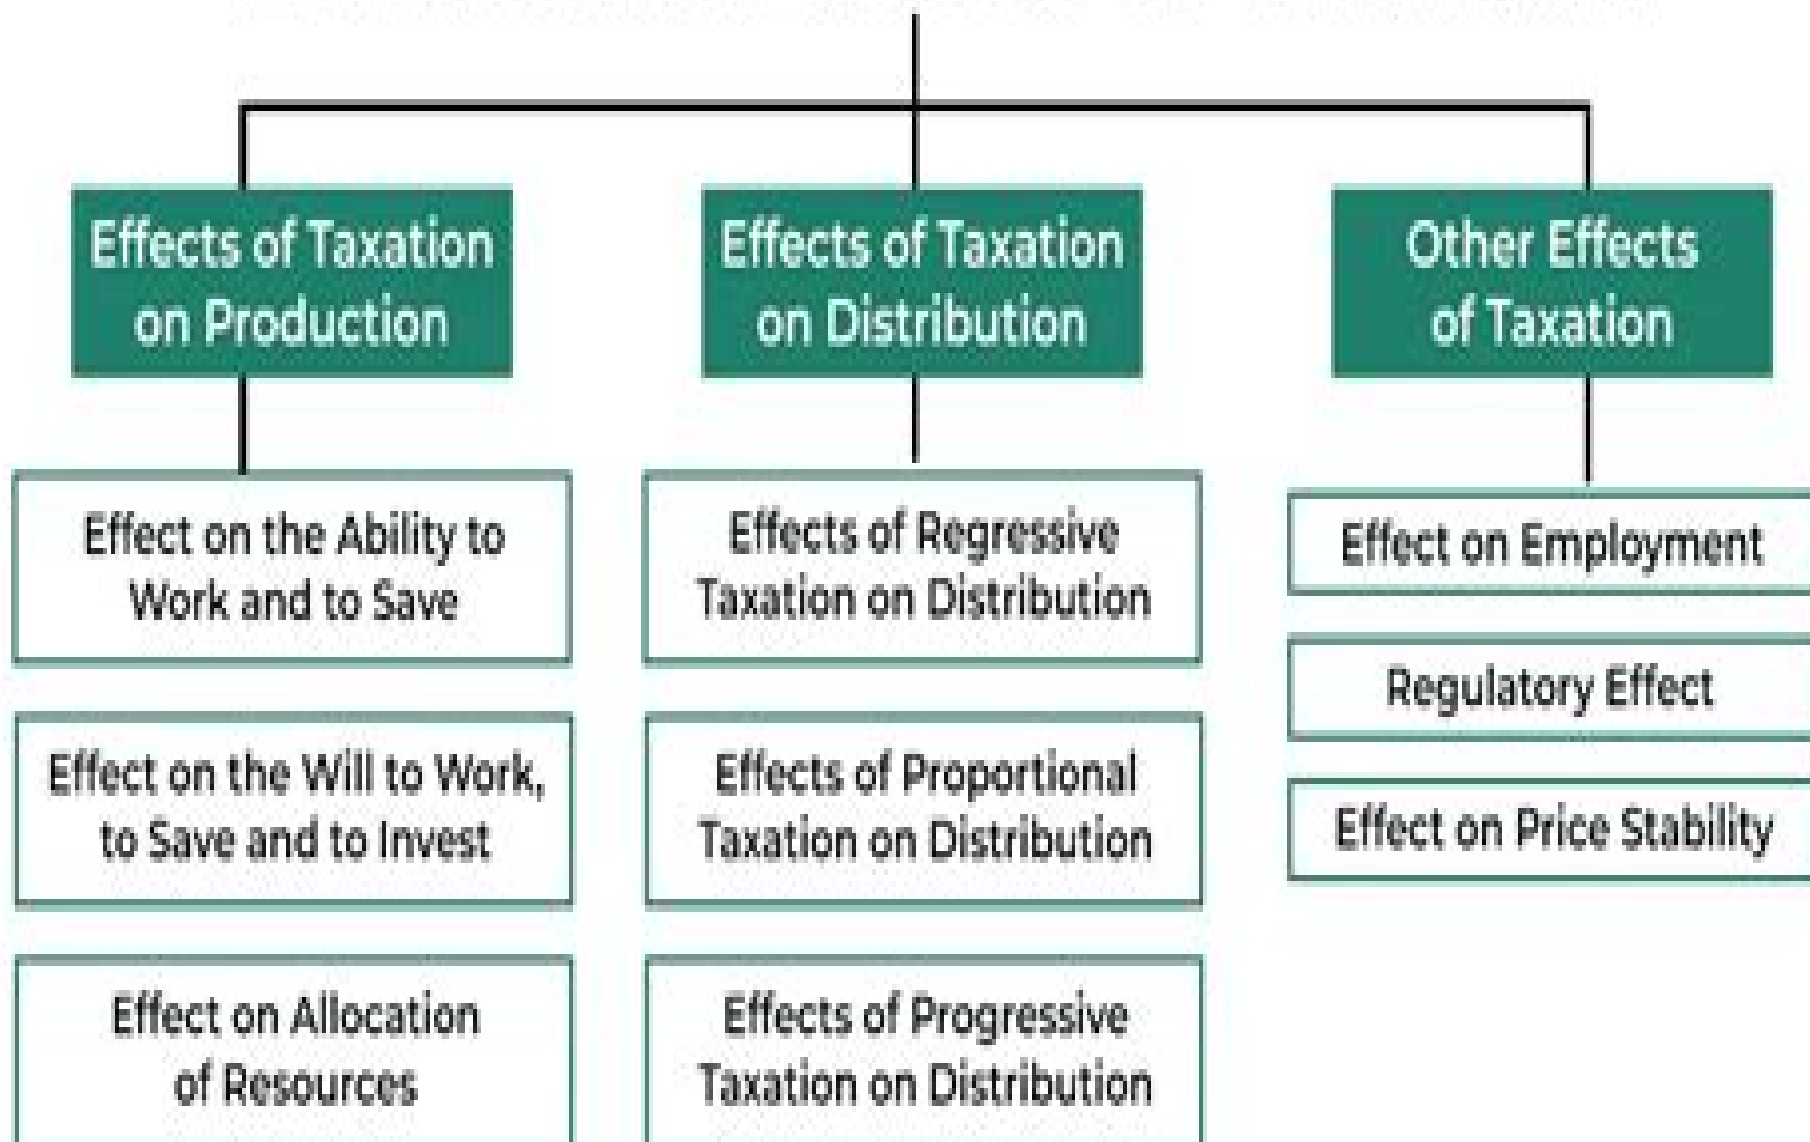 Effects of Taxation
on Production
Effect on the Ability to
Work and to Save
Effect on the Will to Work,
to Save and to Invest
Effect on Allocation
of Resources
Effects of Taxation
on Distribution
Effects of Regressive
Taxation on Distribution
Effects of Proportional
Taxation on Distribution
Effects of Progressive
Taxation on Distribution
Other Effects
of Taxation
Effect on Employment
Regulatory Effect
Effect on Price Stability